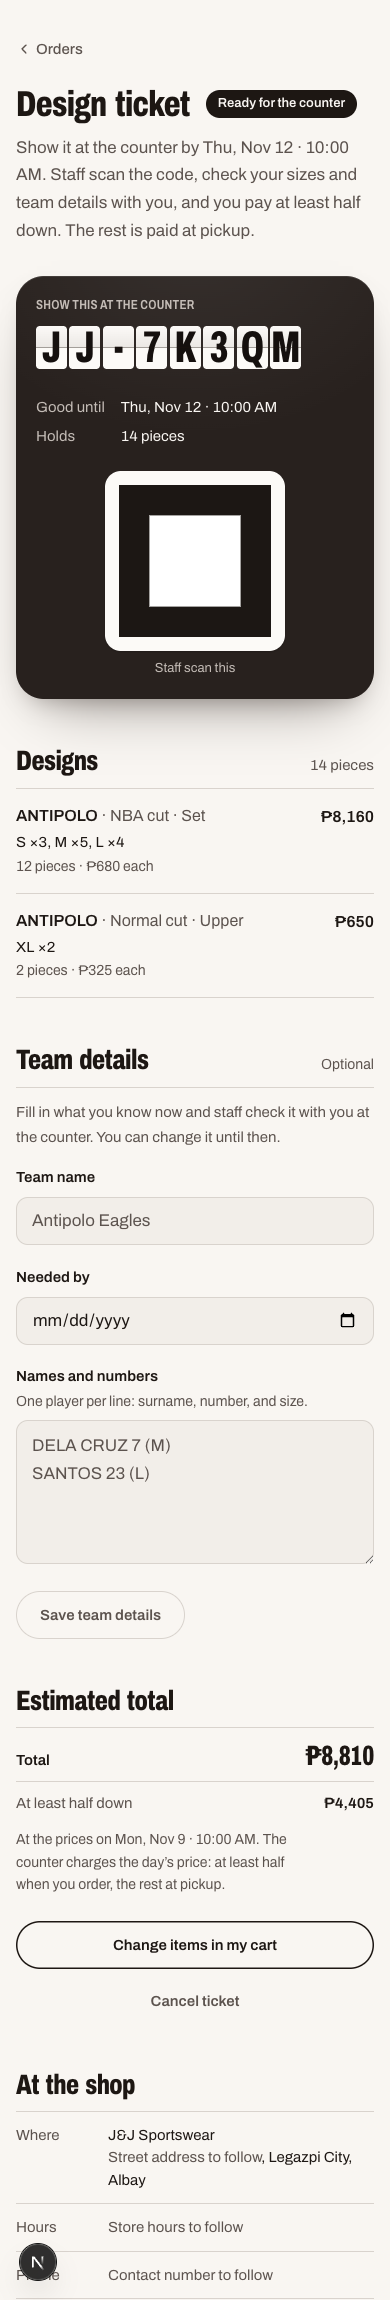 Orders
Design ticket
Ready for the counter
Show it at the counter by Thu, Nov 12 · 10:00
AM. Staff scan the code, check your sizes and
team details with you, and you pay at least half
down. The rest is paid at pickup.
SHOW THIS AT THE COUNTER
JJ-7K3QM
Good until Thu, Nov 12 · 10:00 AM
Holds 14 pieces
Staff scan this
Designs 14 pieces
ANTIPOLO · NBA cut · Set ₱8,160
S ×3, M ×5, L ×4
12 pieces · ₱680 each
ANTIPOLO · Normal cut · Upper ₱650
XL ×2
2 pieces · ₱325 each
Team details Optional
Fill in what you know now and staff check it with you at
the counter. You can change it until then.
Team name
Antipolo Eagles
Needed by
mm/dd/yyyy
Names and numbers
One player per line: surname, number, and size.
DELA CRUZ 7 (M)
SANTOS 23 (L)
Save team details
Estimated total
Total ₱8,810
At least half down ₱4,405
At the prices on Mon, Nov 9 · 10:00 AM. The
counter charges the day's price: at least half
when you order, the rest at pickup.
Change items in my cart
Cancel ticket
At the shop
Where J&J Sportswear
Street address to follow, Legazpi City,
Albay
Hours Store hours to follow
N
Contact number to follow